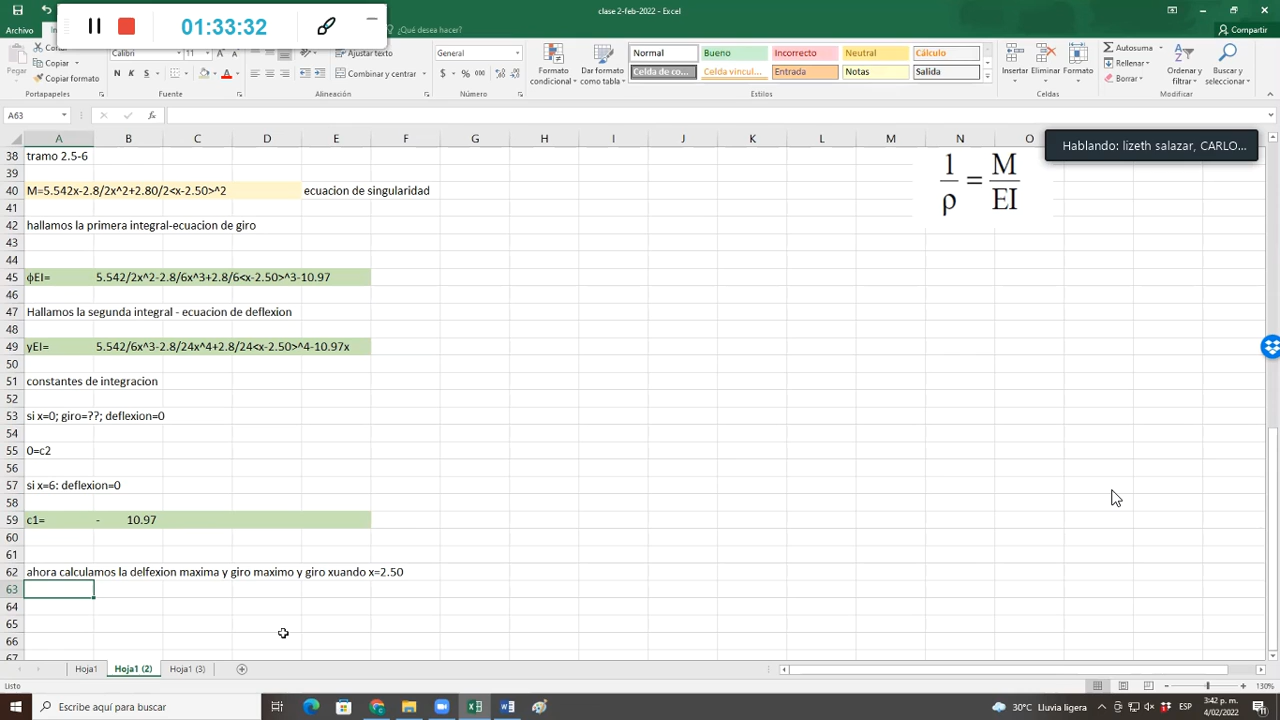 01:33:32
clase 2-feb-2022 - Excel
Archivo
¿Qué desea hacer?
Compartir
Pegar
Copiar
Copiar formato
Portapapeles
Calibri
N K S
Fuente
Ajustar texto
Combinar y centrar
Alineación
General
$ % 000
Número
Formato condicional
Dar formato como tabla
Normal
Bueno
Incorrecto
Neutral
Cálculo
Celda de co...
Celda vincul...
Entrada
Notas
Salida
Estilos
Insertar
Eliminar
Formato
Celdas
Autosuma
Rellenar
Borrar
Ordenar y filtrar
Buscar y seleccionar
Modificar
A63
fx
A B C D E F G H I J K L M N O
Hablando: lizeth salazar, CARLO...
1/ρ = M/EI
38 tramo 2.5-6
39
40 M=5.542x-2.8/2x^2+2.80/2<x-2.50>^2 ecuacion de singularidad
41
42 hallamos la primera integral-ecuacion de giro
43
44
45 ϕEI= 5.542/2x^2-2.8/6x^3+2.8/6<x-2.50>^3-10.97
46
47 Hallamos la segunda integral - ecuacion de deflexion
48
49 yEI= 5.542/6x^3-2.8/24x^4+2.8/24<x-2.50>^4-10.97x
50
51 constantes de integracion
52
53 si x=0; giro=??; deflexion=0
54
55 0=c2
56
57 si x=6: deflexion=0
58
59 c1= - 10.97
60
61
62 ahora calculamos la delfexion maxima y giro maximo y giro xuando x=2.50
63
64
65
66
67
Hoja1
Hoja1 (2)
Hoja1 (3)
Listo
130%
Escribe aquí para buscar
30°C Lluvia ligera
ESP
3:42 p. m.
4/02/2022